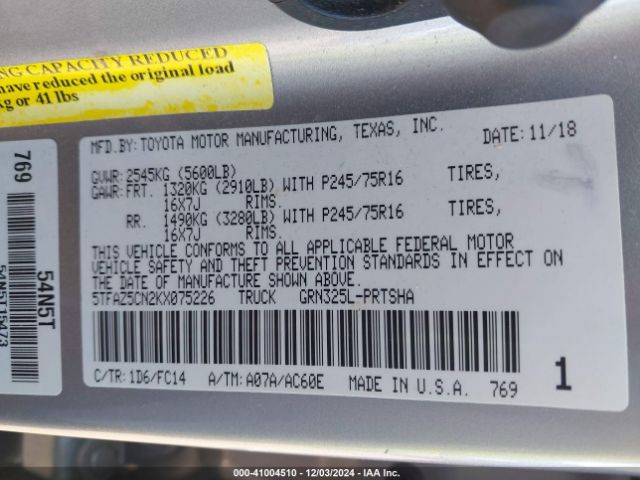 NG CAPACITY REDUCED
have reduced the original load
kg or 41 lbs
MFD.BY:TOYOTA MOTOR MANUFACTURING, TEXAS, INC. DATE:11/18
GVWR:2545KG (5600LB)
GAWR:FRT. 1320KG (2910LB) WITH P245/75R16 TIRES,
16X7J RIMS.
RR. 1490KG (3280LB) WITH P245/75R16 TIRES,
16X7J RIMS.
THIS VEHICLE CONFORMS TO ALL APPLICABLE FEDERAL MOTOR
VEHICLE SAFETY AND THEFT PREVENTION STANDARDS IN EFFECT ON
THE DATE OF MANUFACTURE SHOWN ABOVE.
5TFAZ5CN2KX075226 TRUCK GRN325L-PRTSHA
C/TR:1D6/FC14 A/TM:A07A/AC60E MADE IN U.S.A. 769
1
769
54N5T
54N5T15473
000-41004510 - 12/03/2024 - IAA Inc.